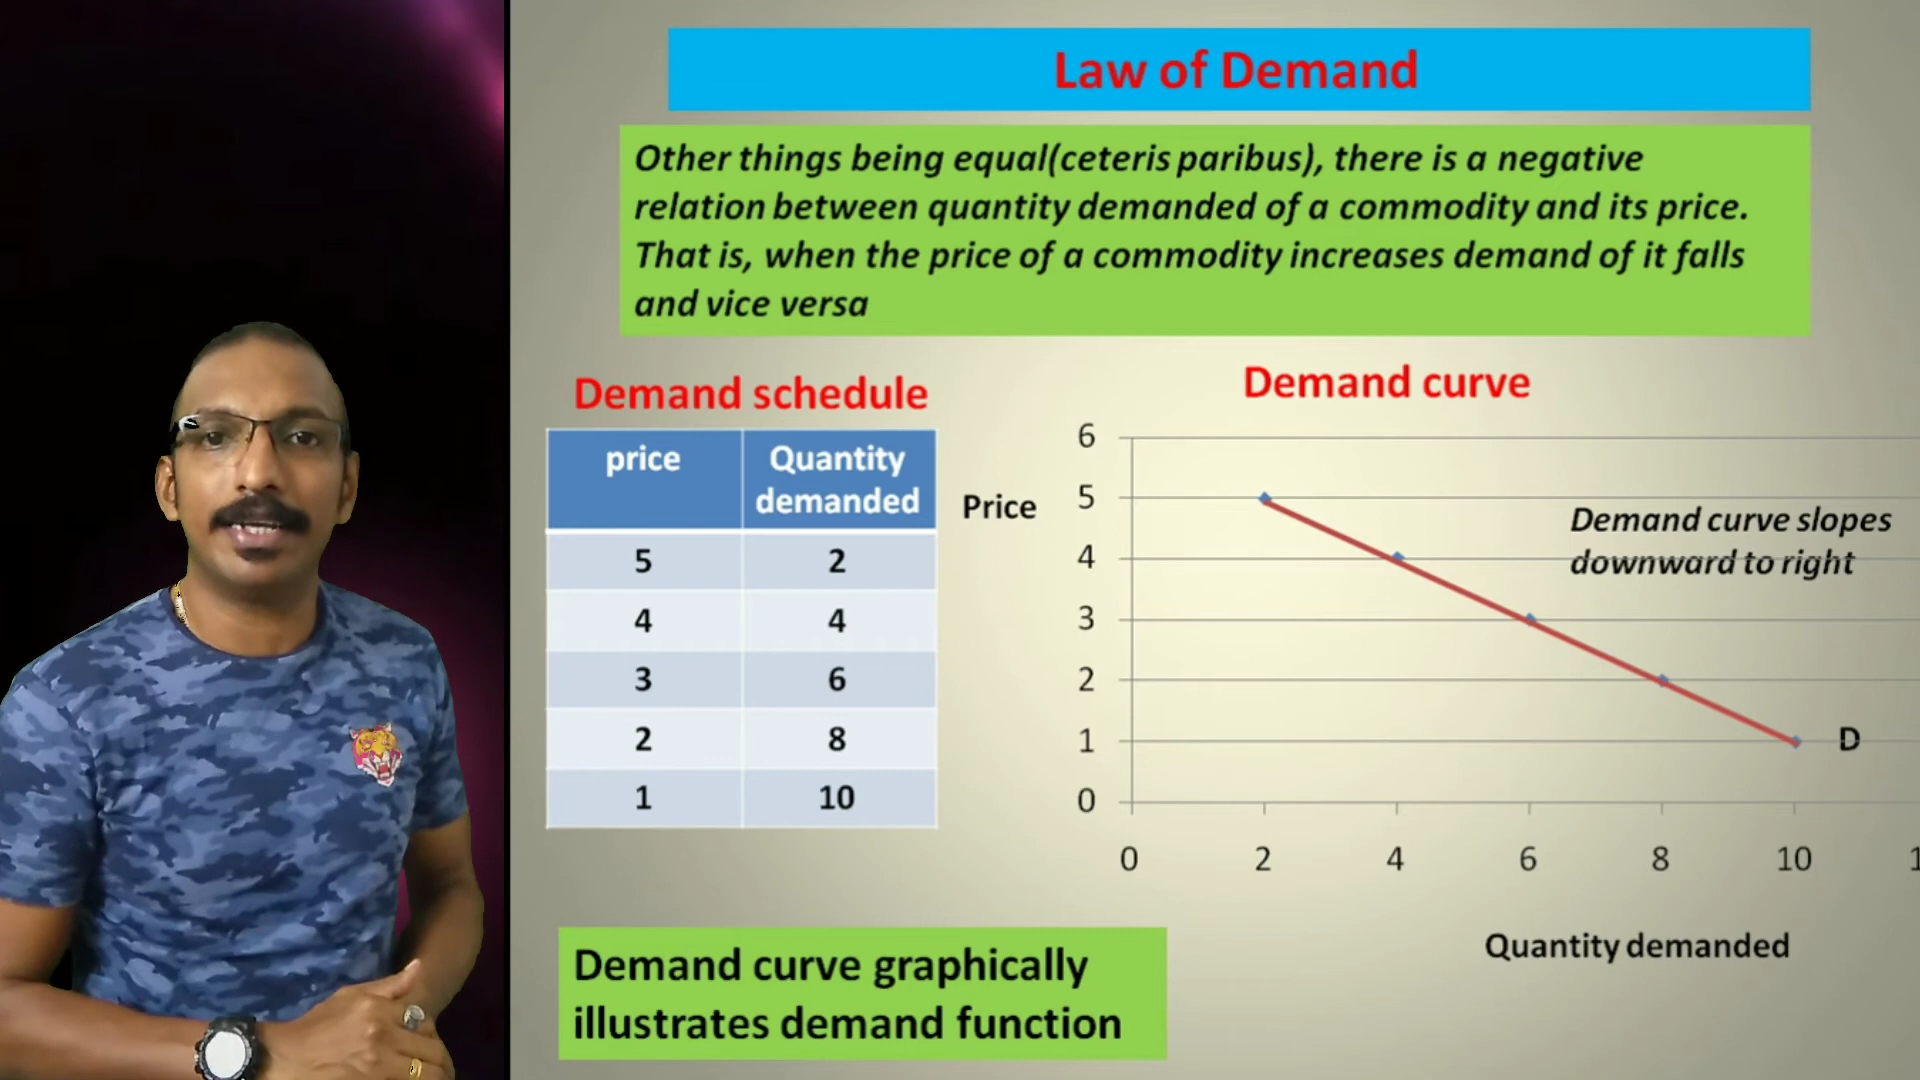 Law of Demand
Other things being equal(ceteris paribus), there is a negative
relation between quantity demanded of a commodity and its price.
That is, when the price of a commodity increases demand of it falls
and vice versa
Demand schedule
price Quantity demanded
5 2
4 4
3 6
2 8
1 10
Demand curve
Price
6
5
4
3
2
1
0
Demand curve slopes
downward to right
D
0 2 4 6 8 10 1
Quantity demanded
Demand curve graphically
illustrates demand function